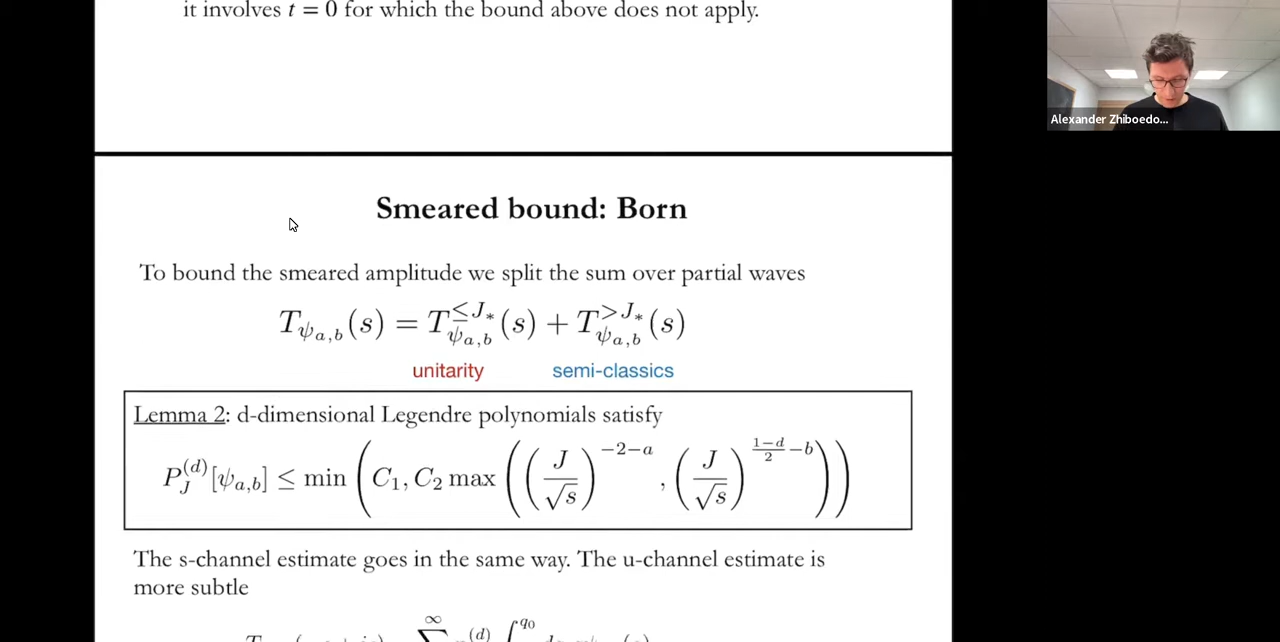 it involves t = 0 for which the bound above does not apply.
Alexander Zhiboedo...
Smeared bound: Born
To bound the smeared amplitude we split the sum over partial waves
T_{ψ_{a,b}}(s) = T^{≤J_*}_{ψ_{a,b}}(s) + T^{>J_*}_{ψ_{a,b}}(s)
unitarity semi-classics
Lemma 2: d-dimensional Legendre polynomials satisfy
P_J^{(d)}[ψ_{a,b}] ≤ min(C_1, C_2 max((J/√s)^{-2-a}, (J/√s)^{(1-d)/2-b}))
The s-channel estimate goes in the same way. The u-channel estimate is
more subtle